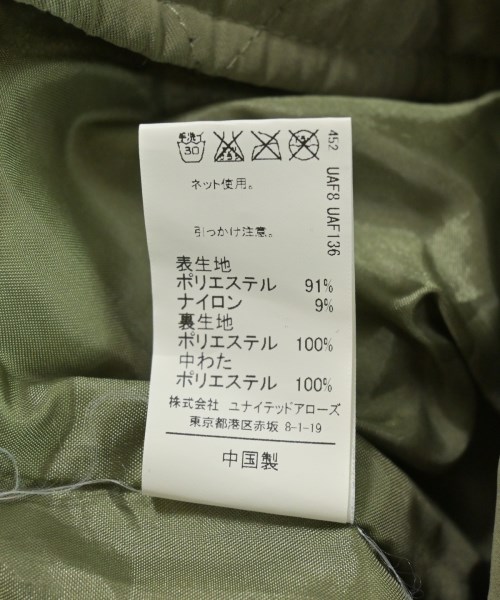 手洗イ
30
452 UAF8 UAF136
ネット使用。
引っかけ注意。
表生地
ポリエステル 91%
ナイロン 9%
裏生地
ポリエステル 100%
中わた
ポリエステル 100%
株式会社 ユナイテッドアローズ
東京都港区赤坂 8-1-19
中国製